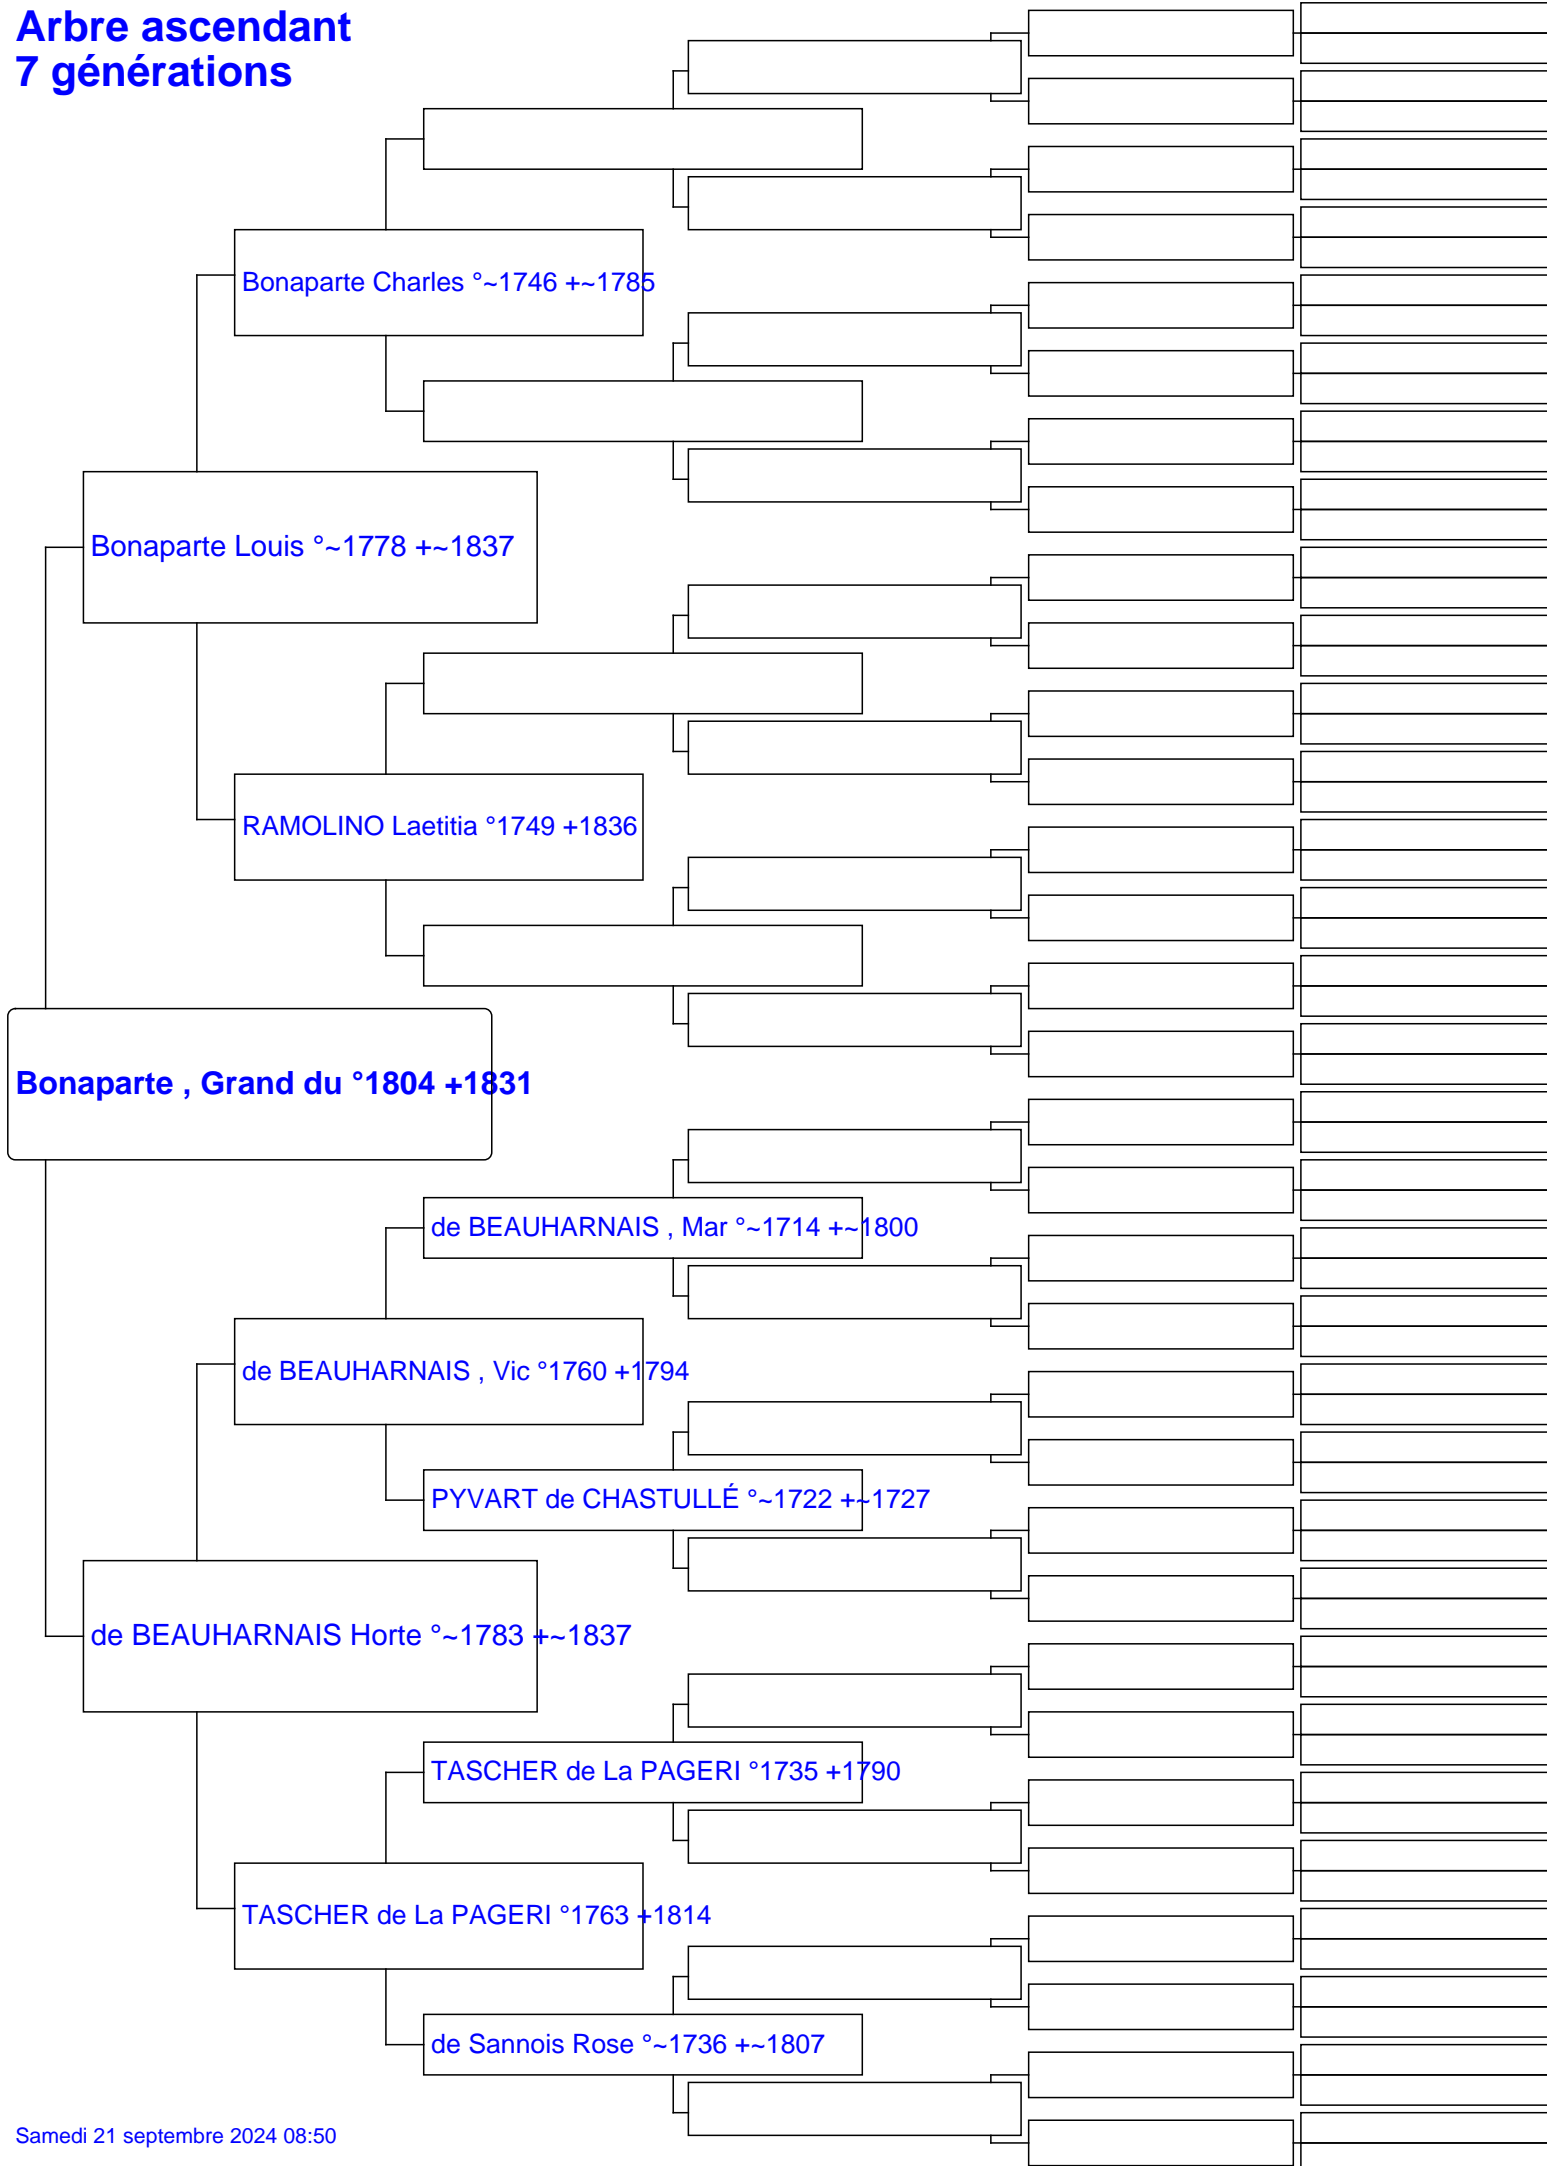 Arbre ascendant
7 générations
Bonaparte Charles °~1746 +~1785
Bonaparte Louis °~1778 +~1837
RAMOLINO Laetitia °1749 +1836
Bonaparte , Grand du °1804 +1831
de BEAUHARNAIS , Mar °~1714 +~1800
de BEAUHARNAIS , Vic °1760 +1794
PYVART de CHASTULLÉ °~1722 +~1727
de BEAUHARNAIS Horte °~1783 +~1837
TASCHER de La PAGERI °1735 +1790
TASCHER de La PAGERI °1763 +1814
de Sannois Rose °~1736 +~1807
Samedi 21 septembre 2024 08:50